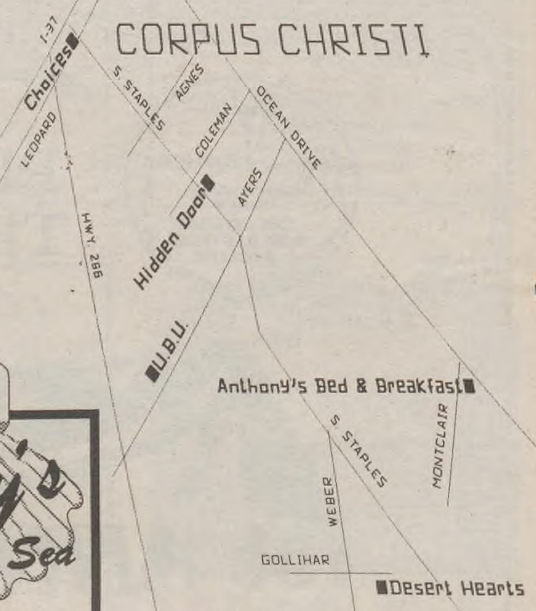 CORPUS CHRISTI
I-37
Choices
LEOPARD
S. STAPLES
AGNES
COLEMAN
OCEAN DRIVE
AYERS
Hidden Door
HWY. 286
U.B.U.
Anthony's Bed & Breakfast
S. STAPLES
MONTCLAIR
WEBER
GOLLIHAR
Desert Hearts
y's
Sea